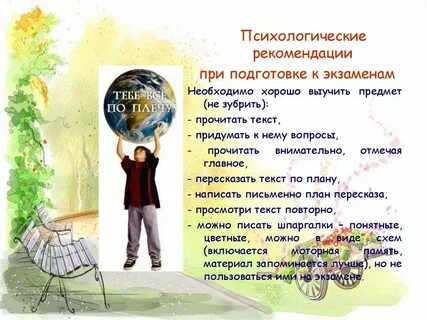 Психологические
рекомендации
при подготовке к экзаменам
Необходимо хорошо выучить предмет
(не зубрить):
- прочитать текст,
- придумать к нему вопросы,
- прочитать внимательно, отмечая
главное,
- пересказать текст по плану,
- написать письменно план пересказа,
- просмотри текст повторно,
- можно писать шпаргалки – понятные,
цветные, можно в виде схем
(включается моторная память,
материал запоминается лучше), но не
пользоваться ими на экзамене.
ТЕБЕ ВСЕ
ПО ПЛЕЧУ